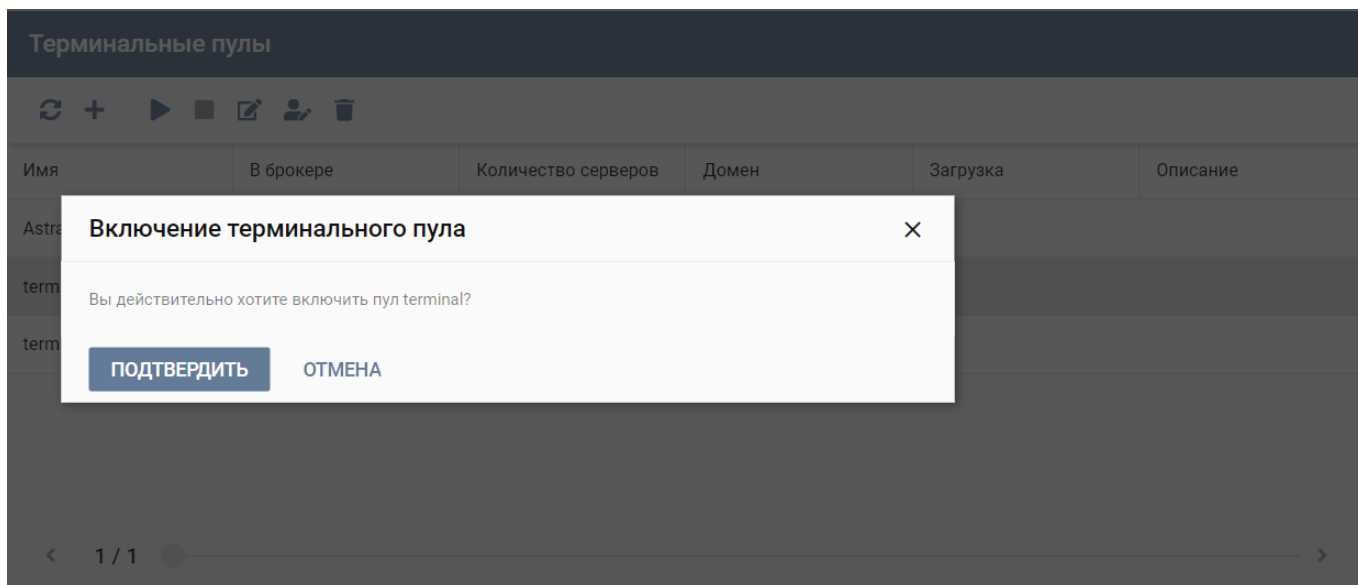 Терминальные пулы
Имя В брокере Количество серверов Домен Загрузка Описание
Astra
Включение терминального пула
term
Вы действительно хотите включить пул terminal?
term
ПОДТВЕРДИТЬ ОТМЕНА
1 / 1